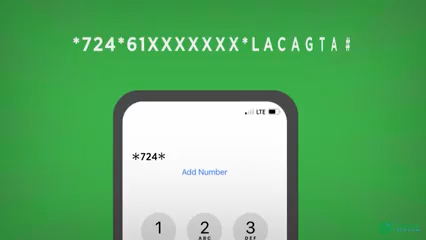 *724*61XXXXXXX*LACAGTA#
LTE
*724*
Add Number
1 2 3
ABC DEF